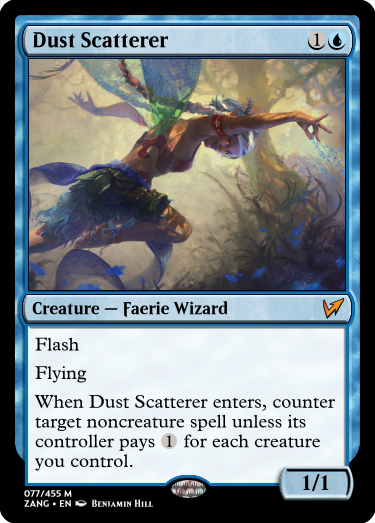 Dust Scatterer 1
Creature — Faerie Wizard
Flash
Flying
When Dust Scatterer enters, counter
target noncreature spell unless its
controller pays 1 for each creature
you control.
1/1
077/455 M
ZANG • EN Benjamin Hill